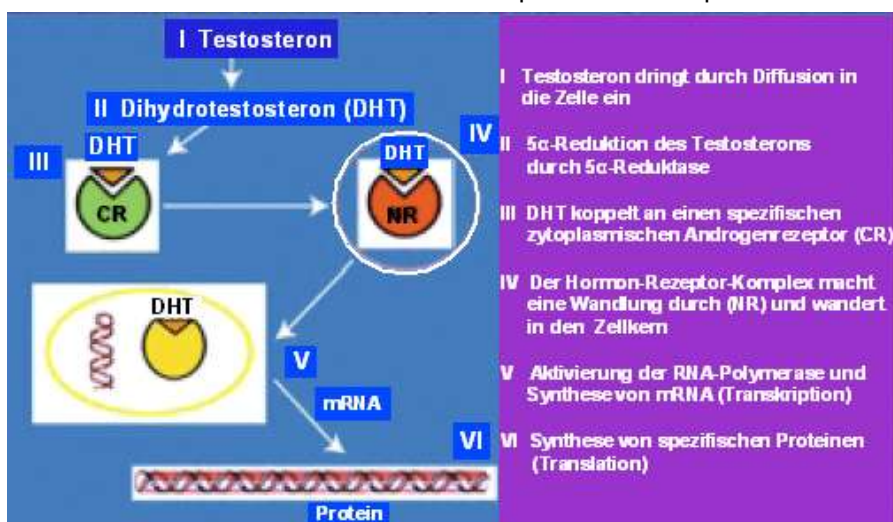 I Testosteron
II Dihydrotestosteron (DHT)
III
DHT
CR
IV
DHT
NR
DHT
V
mRNA
VI
Protein
I Testosteron dringt durch Diffusion in
die Zelle ein
II 5α-Reduktion des Testosterons
durch 5α-Reduktase
III DHT koppelt an einen spezifischen
zytoplasmischen Androgenrezeptor (CR)
IV Der Hormon-Rezeptor-Komplex macht
eine Wandlung durch (NR) und wandert
in den Zellkern
V Aktivierung der RNA-Polymerase und
Synthese von mRNA (Transkription)
VI Synthese von spezifischen Proteinen
(Translation)